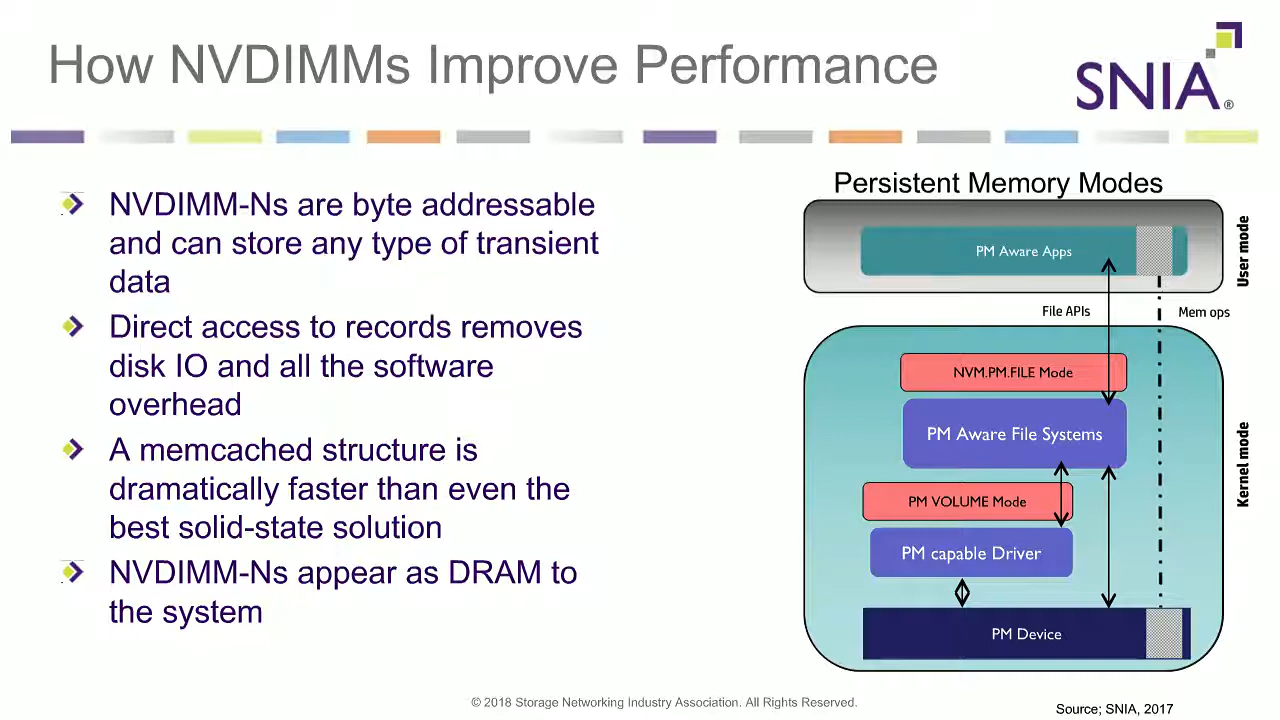 How NVDIMMs Improve Performance
SNIA®
NVDIMM-Ns are byte addressable
and can store any type of transient
data
Direct access to records removes
disk IO and all the software
overhead
A memcached structure is
dramatically faster than even the
best solid-state solution
NVDIMM-Ns appear as DRAM to
the system
Persistent Memory Modes
PM Aware Apps
User mode
File APIs
Mem ops
NVM.PM.FILE Mode
PM Aware File Systems
Kernel mode
PM VOLUME Mode
PM capable Driver
PM Device
© 2018 Storage Networking Industry Association. All Rights Reserved.
Source; SNIA, 2017